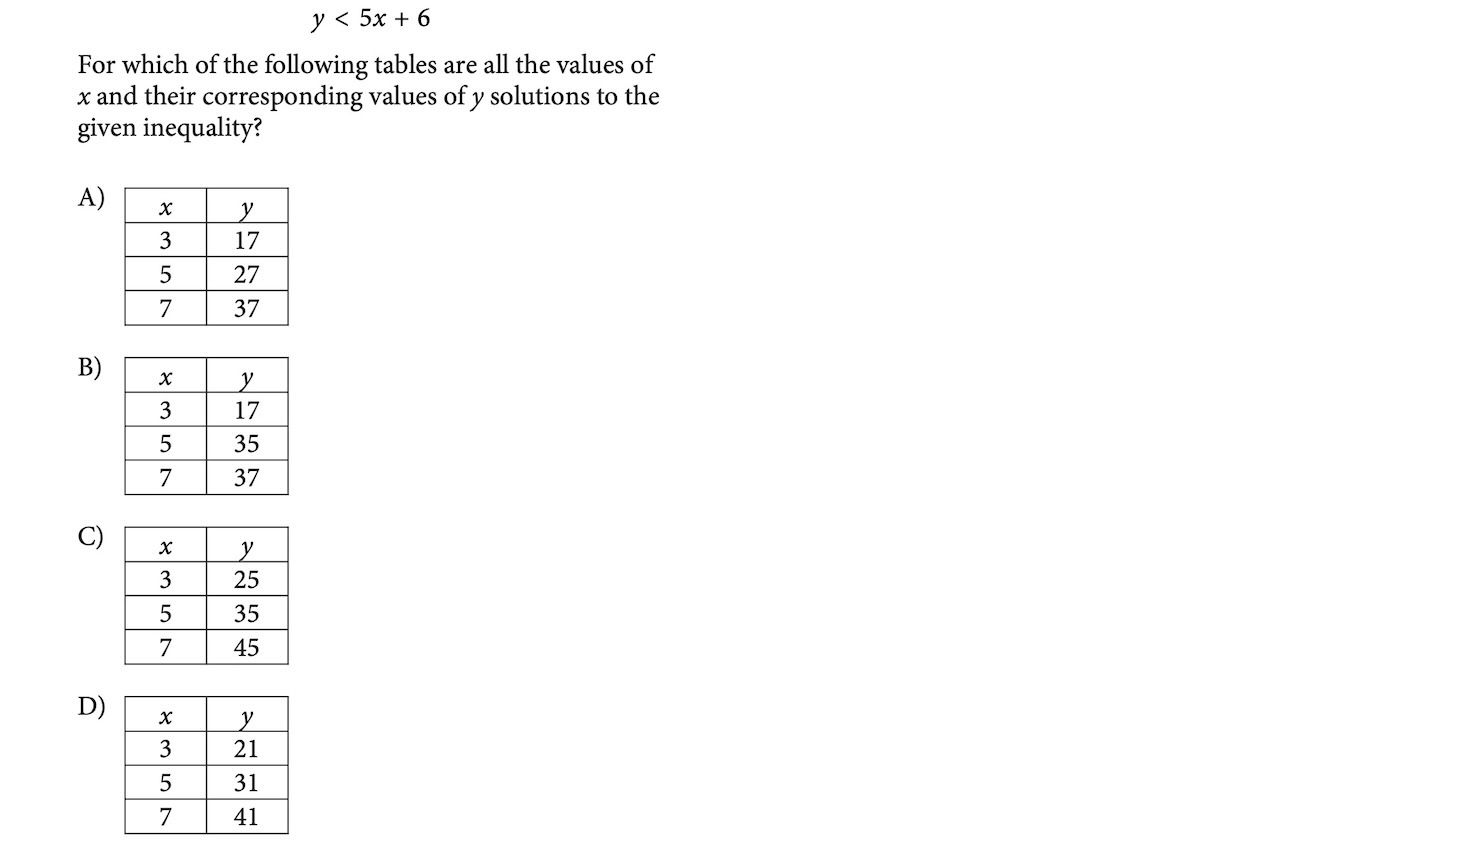 y < 5x + 6
For which of the following tables are all the values of
x and their corresponding values of y solutions to the
given inequality?
A)
x y
3 17
5 27
7 37
B)
x y
3 17
5 35
7 37
C)
x y
3 25
5 35
7 45
D)
x y
3 21
5 31
7 41